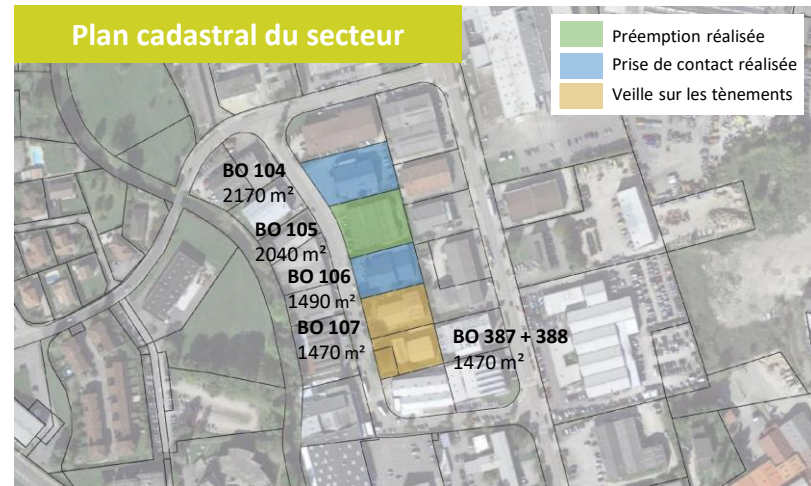 Plan cadastral du secteur
Préemption réalisée
Prise de contact réalisée
Veille sur les tènements
BO 104
2170 m²
BO 105
2040 m²
BO 106
1490 m²
BO 107
1470 m²
BO 387 + 388
1470 m²